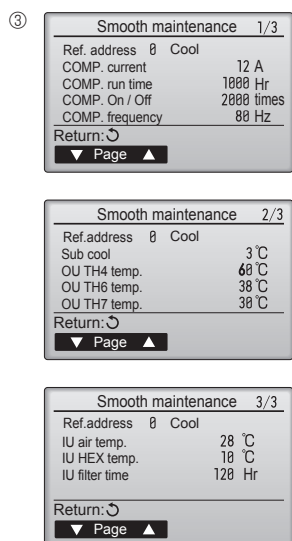 ③
Smooth maintenance 1/3
Ref. address 0 Cool
COMP. current 12 A
COMP. run time 1000 Hr
COMP. On / Off 2000 times
COMP. frequency 80 Hz
Return:
▼ Page ▲
Smooth maintenance 2/3
Ref.address 0 Cool
Sub cool 3 ℃
OU TH4 temp. 60 ℃
OU TH6 temp. 38 ℃
OU TH7 temp. 30 ℃
Return:
▼ Page ▲
Smooth maintenance 3/3
Ref.address 0 Cool
IU air temp. 28 ℃
IU HEX temp. 10 ℃
IU filter time 120 Hr
Return:
▼ Page ▲